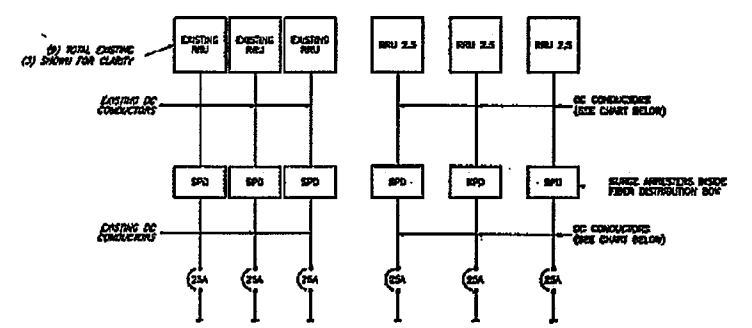 (9) TOTAL EXISTING
(3) SHOWN FOR CLARITY
EXISTING
RRU
EXISTING
RRU
EXISTING
RRU
RRU 2.5
RRU 2.5
RRU 2.5
EXISTING DC
CONDUCTORS
DC CONDUCTORS
(SEE CHART BELOW)
SPD
SPD
SPD
SPD
SPD
SPD
SURGE ARRESTERS INSIDE
FIBER DISTRIBUTION BOX
EXISTING DC
CONDUCTORS
DC CONDUCTORS
(SEE CHART BELOW)
25A
25A
25A
25A
25A
25A